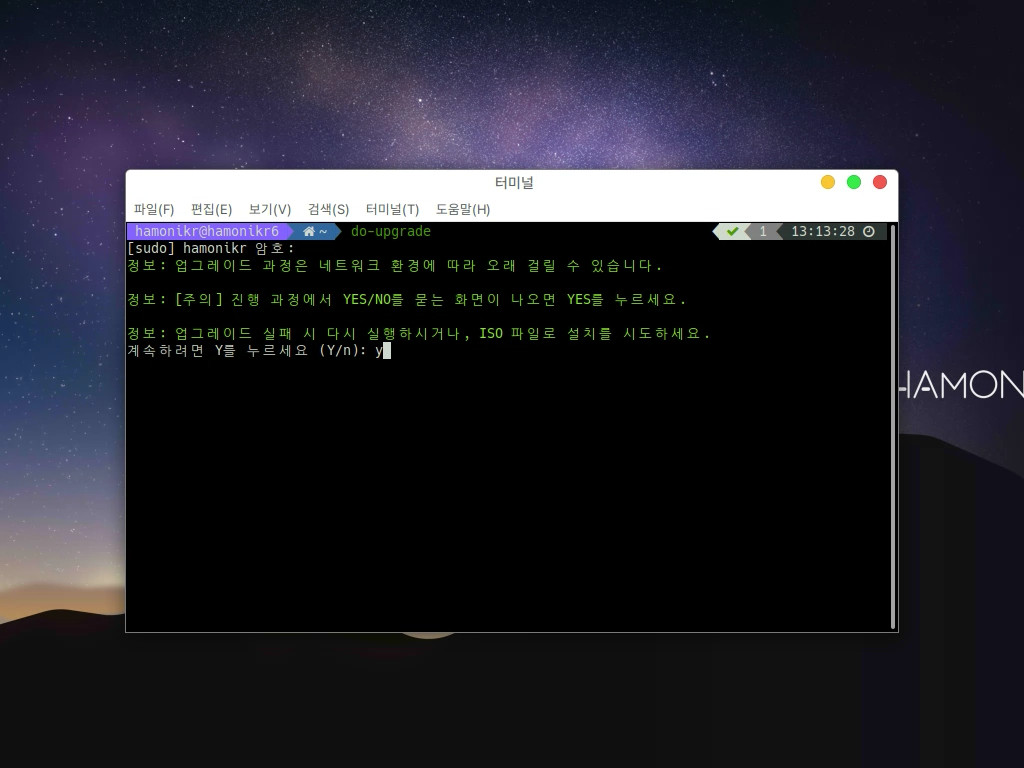 터미널
파일(F) 편집(E) 보기(V) 검색(S) 터미널(T) 도움말(H)
hamonikr@hamonikr6 ~ do-upgrade ✔ 1 13:13:28
[sudo] hamonikr 암호:
정보: 업그레이드 과정은 네트워크 환경에 따라 오래 걸릴 수 있습니다.
정보: [주의] 진행 과정에서 YES/NO를 묻는 화면이 나오면 YES를 누르세요.
정보: 업그레이드 실패 시 다시 실행하시거나, ISO 파일로 설치를 시도하세요.
계속하려면 Y를 누르세요 (Y/n): y
HAMON